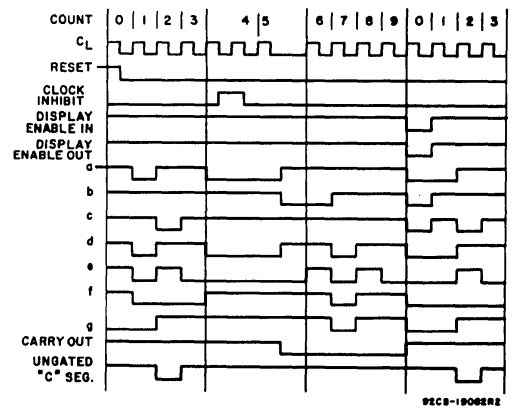 COUNT 0 1 2 3 4 5 6 7 8 9 0 1 2 3
CL
RESET
CLOCK
INHIBIT
DISPLAY
ENABLE IN
DISPLAY
ENABLE OUT
a
b
c
d
e
f
g
CARRY OUT
UNGATED
"C" SEG.
92CS-19082R2